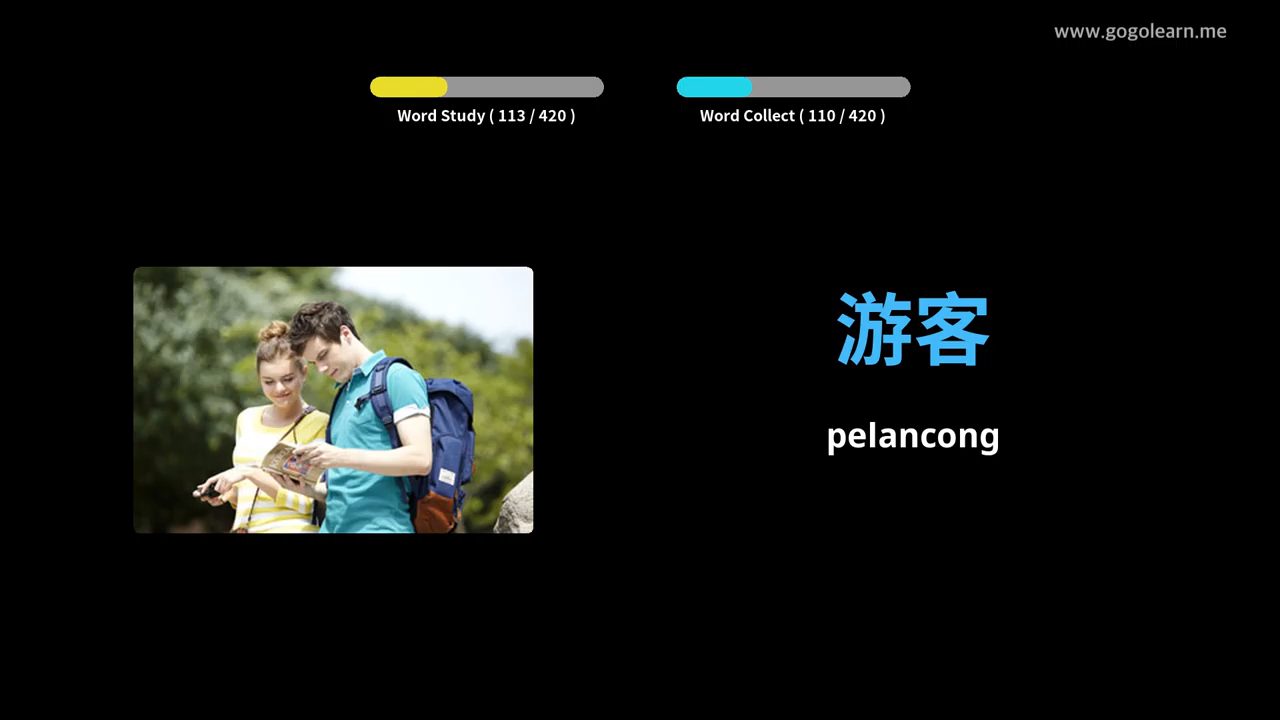 www.gogolearn.me
Word Study ( 113 / 420 )
Word Collect ( 110 / 420 )
游客
pelancong